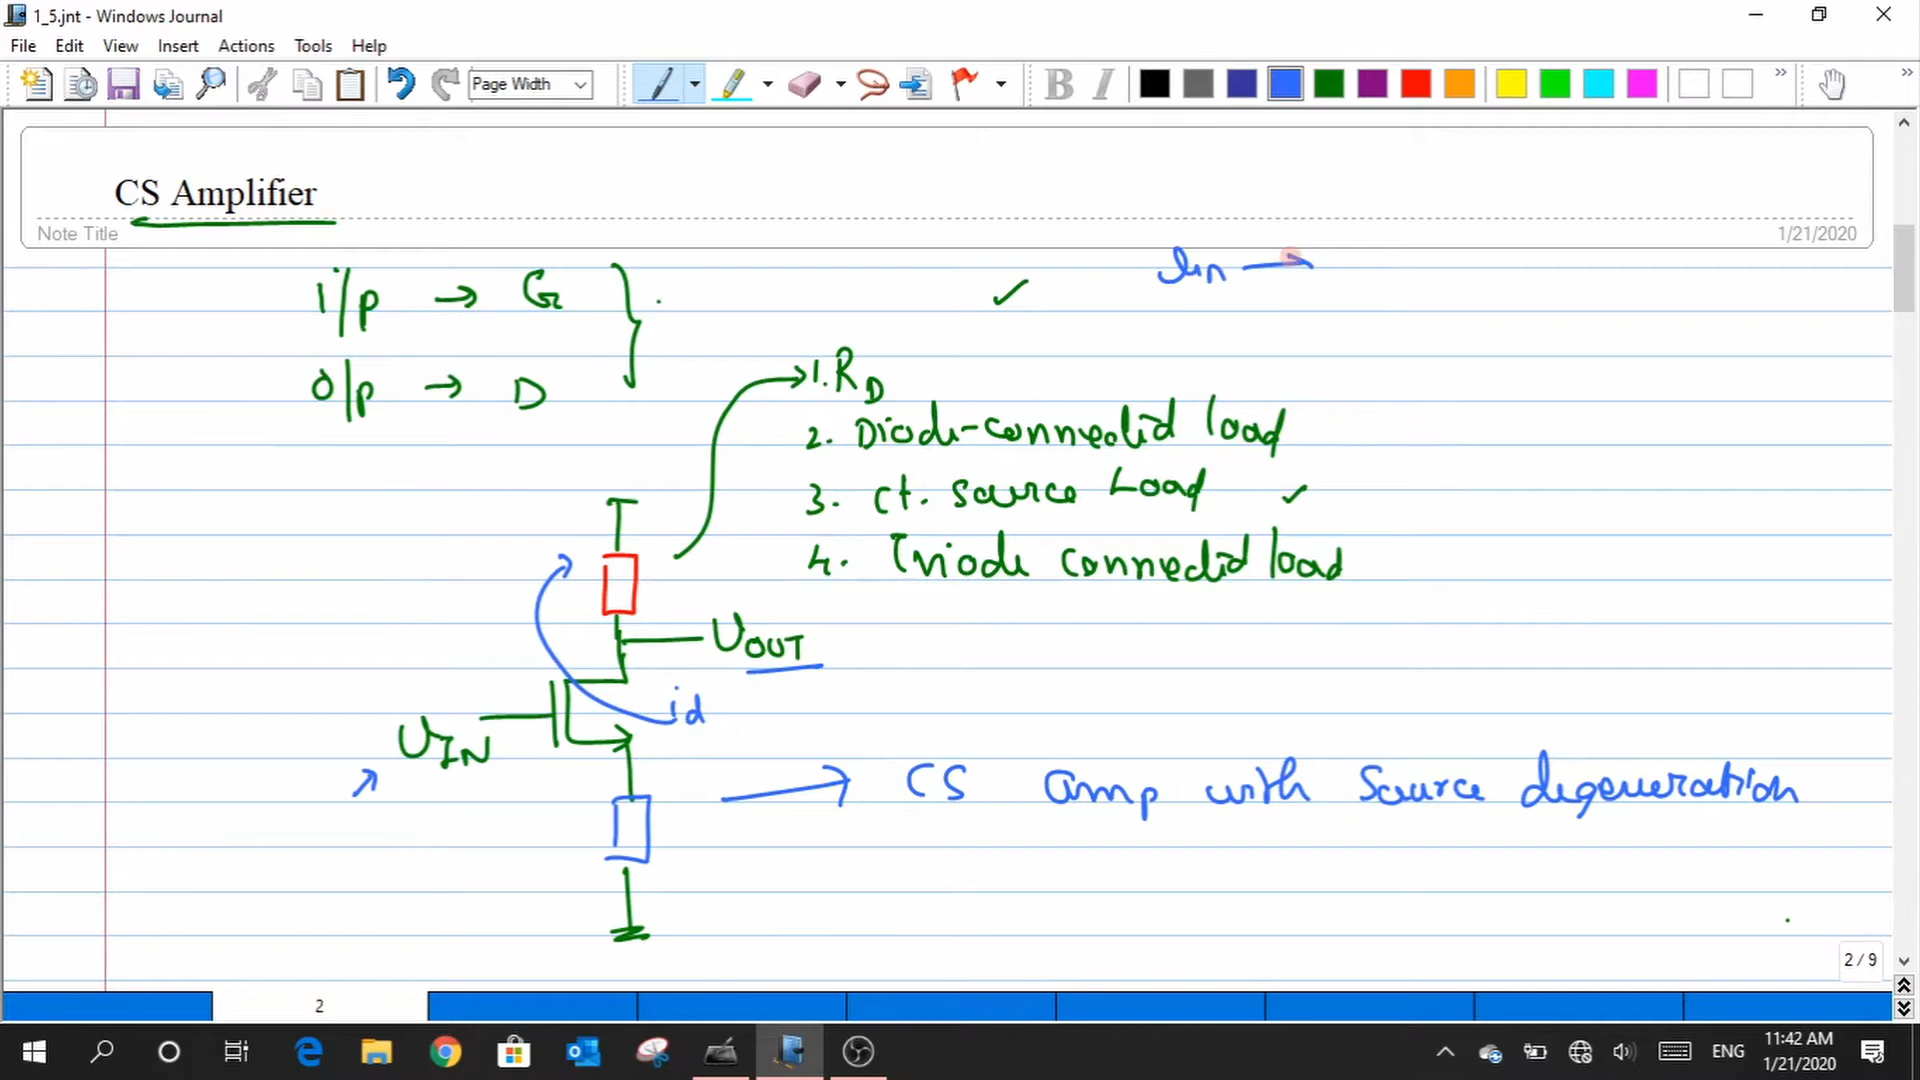 1_5.jnt - Windows Journal
File Edit View Insert Actions Tools Help
Page Width
B I
CS Amplifier
Note Title
1/21/2020
i/p → G
o/p → D
1. RD
2. Diode-connected load
3. ct. source Load ✓
4. Triode connected load
VOUT
id
VIN
→ CS amp with Source degeneration
2 / 9
2
ENG
11:42 AM
1/21/2020